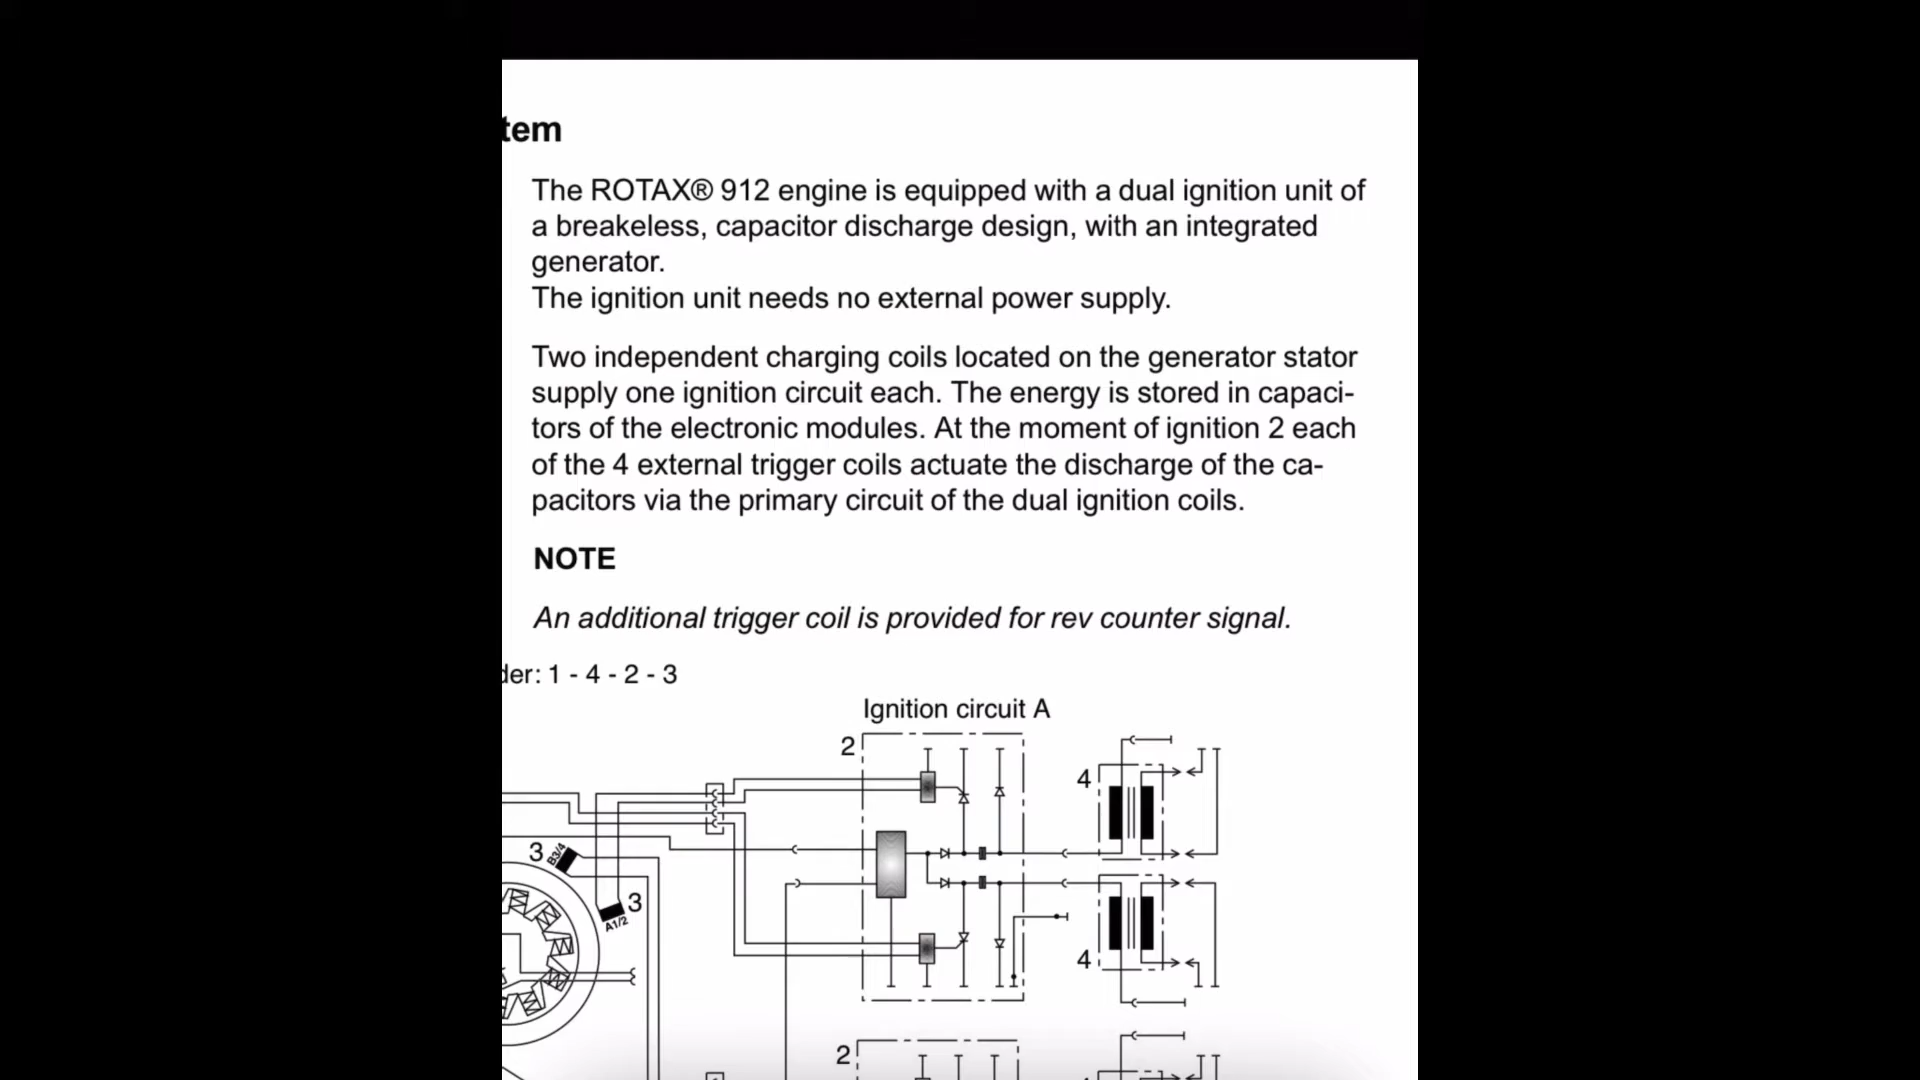 tem
The ROTAX® 912 engine is equipped with a dual ignition unit of
a breakeless, capacitor discharge design, with an integrated
generator.
The ignition unit needs no external power supply.
Two independent charging coils located on the generator stator
supply one ignition circuit each. The energy is stored in capaci-
tors of the electronic modules. At the moment of ignition 2 each
of the 4 external trigger coils actuate the discharge of the ca-
pacitors via the primary circuit of the dual ignition coils.
NOTE
An additional trigger coil is provided for rev counter signal.
der: 1 - 4 - 2 - 3
Ignition circuit A
2
4
3
B3/4
3
A1/2
4
2